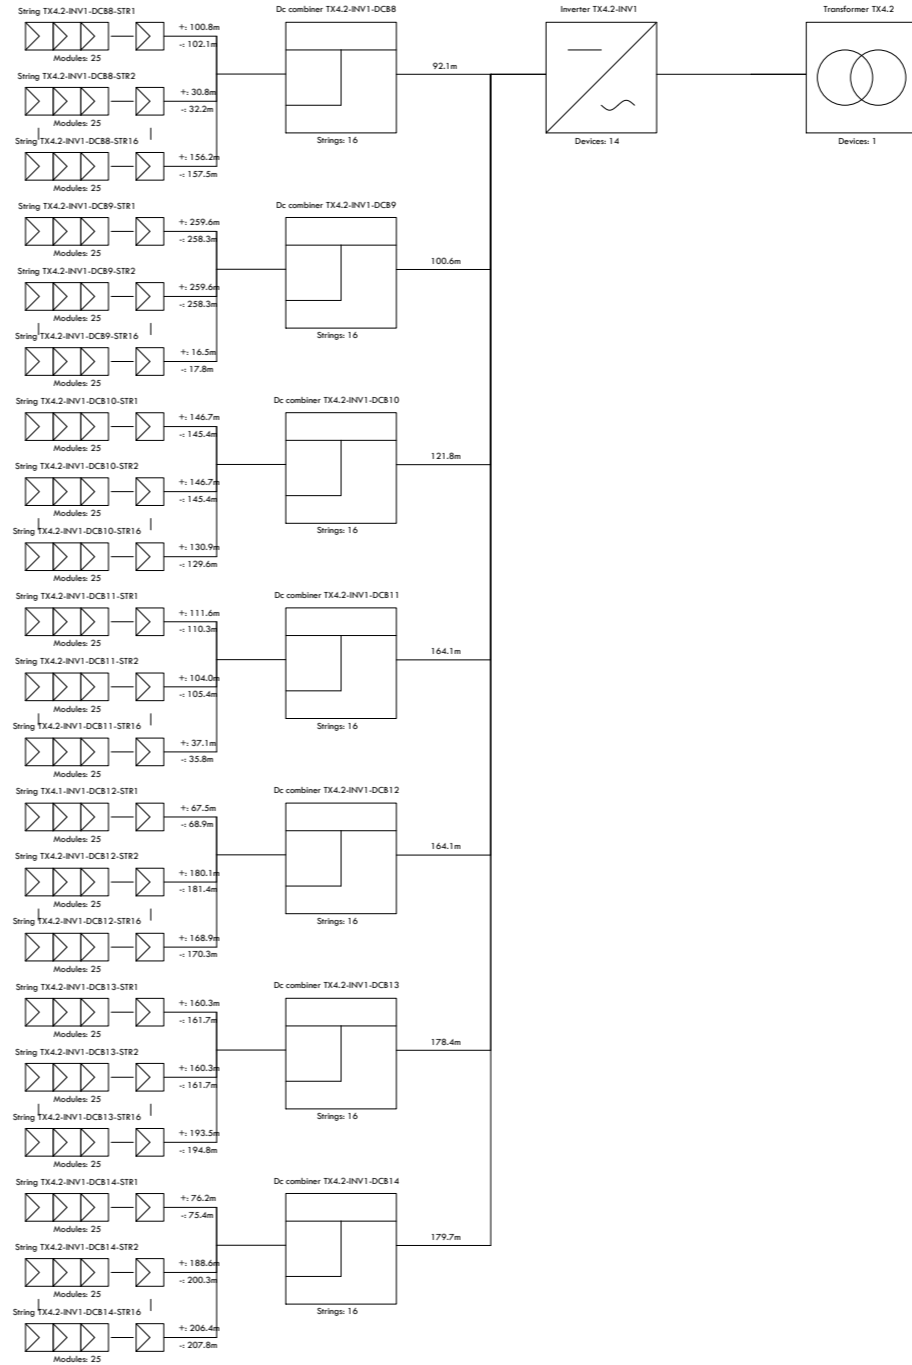 String TX4.2-INV1-DCB8-STR1
Dc combiner TX4.2-INV1-DCB8
Inverter TX4.2-INV1
Transformer TX4.2
+: 100.8m
-: 102.1m
Modules: 25
92.1m
String TX4.2-INV1-DCB8-STR2
+: 30.8m
-: 32.2m
Modules: 25
String TX4.2-INV1-DCB8-STR16
Strings: 16
Devices: 14
Devices: 1
+: 156.2m
-: 157.5m
Modules: 25
String TX4.2-INV1-DCB9-STR1
Dc combiner TX4.2-INV1-DCB9
+: 259.6m
-: 258.3m
Modules: 25
100.6m
String TX4.2-INV1-DCB9-STR2
+: 259.6m
-: 258.3m
Modules: 25
String TX4.2-INV1-DCB9-STR16
Strings: 16
+: 16.5m
-: 17.8m
Modules: 25
String TX4.2-INV1-DCB10-STR1
Dc combiner TX4.2-INV1-DCB10
+: 146.7m
-: 145.4m
Modules: 25
121.8m
String TX4.2-INV1-DCB10-STR2
+: 146.7m
-: 145.4m
Modules: 25
String TX4.2-INV1-DCB10-STR16
Strings: 16
+: 130.9m
-: 129.6m
Modules: 25
String TX4.2-INV1-DCB11-STR1
Dc combiner TX4.2-INV1-DCB11
+: 111.6m
-: 110.3m
Modules: 25
164.1m
String TX4.2-INV1-DCB11-STR2
+: 104.0m
-: 105.4m
Modules: 25
String TX4.2-INV1-DCB11-STR16
Strings: 16
+: 37.1m
-: 35.8m
Modules: 25
String TX4.1-INV1-DCB12-STR1
Dc combiner TX4.2-INV1-DCB12
+: 67.5m
-: 68.9m
Modules: 25
164.1m
String TX4.2-INV1-DCB12-STR2
+: 180.1m
-: 181.4m
Modules: 25
String TX4.2-INV1-DCB12-STR16
Strings: 16
+: 168.9m
-: 170.3m
Modules: 25
String TX4.2-INV1-DCB13-STR1
Dc combiner TX4.2-INV1-DCB13
+: 160.3m
-: 161.7m
Modules: 25
178.4m
String TX4.2-INV1-DCB13-STR2
+: 160.3m
-: 161.7m
Modules: 25
String TX4.2-INV1-DCB13-STR16
Strings: 16
+: 193.5m
-: 194.8m
Modules: 25
String TX4.2-INV1-DCB14-STR1
Dc combiner TX4.2-INV1-DCB14
+: 76.2m
-: 75.4m
Modules: 25
179.7m
String TX4.2-INV1-DCB14-STR2
+: 188.6m
-: 200.3m
Modules: 25
String TX4.2-INV1-DCB14-STR16
Strings: 16
+: 206.4m
-: 207.8m
Modules: 25